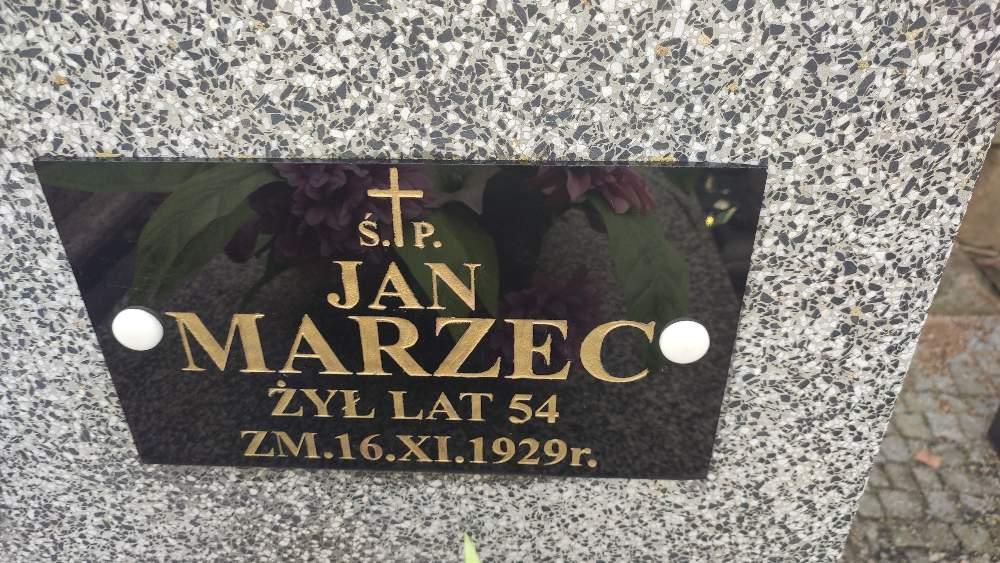 Ś. P.
JAN
MARZEC
ŻYŁ LAT 54
ZM.16.XI.1929r.